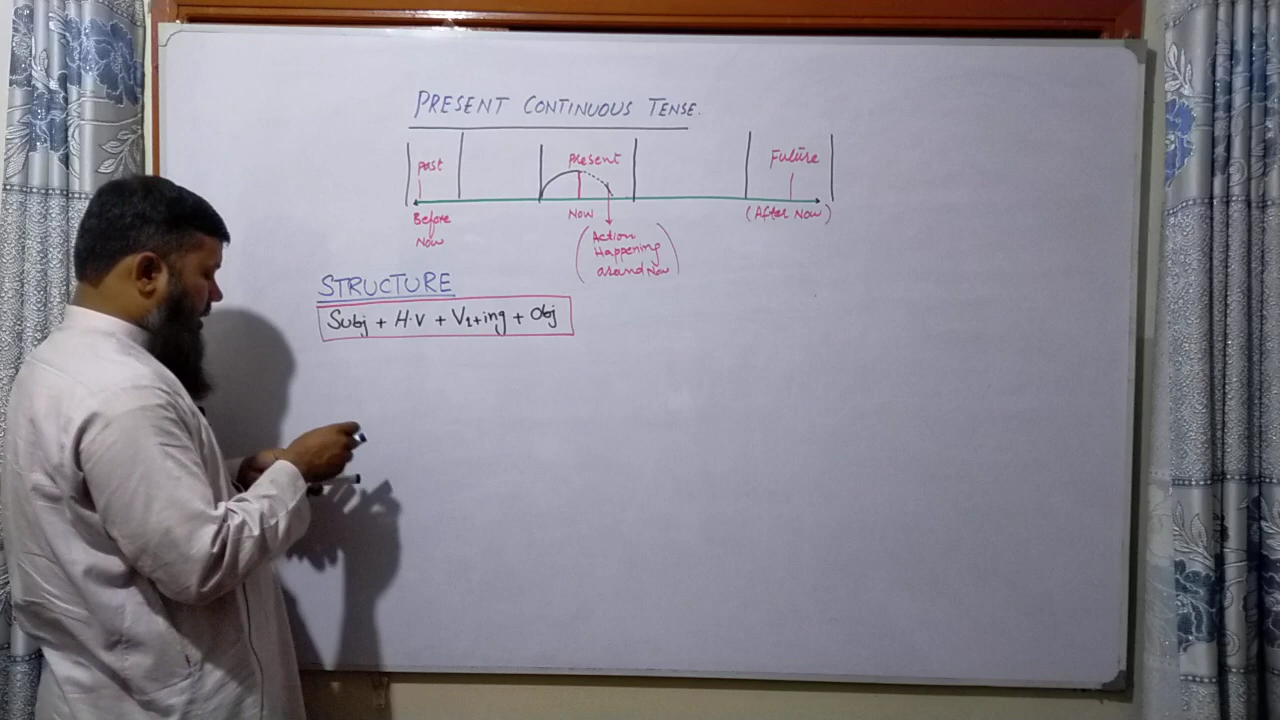 PRESENT CONTINUOUS TENSE.
Past
Present
Future
Before
Now
Now
(After Now)
(Action
Happening
around Now)
STRUCTURE
Subj + H.V + V1+ing + Obj